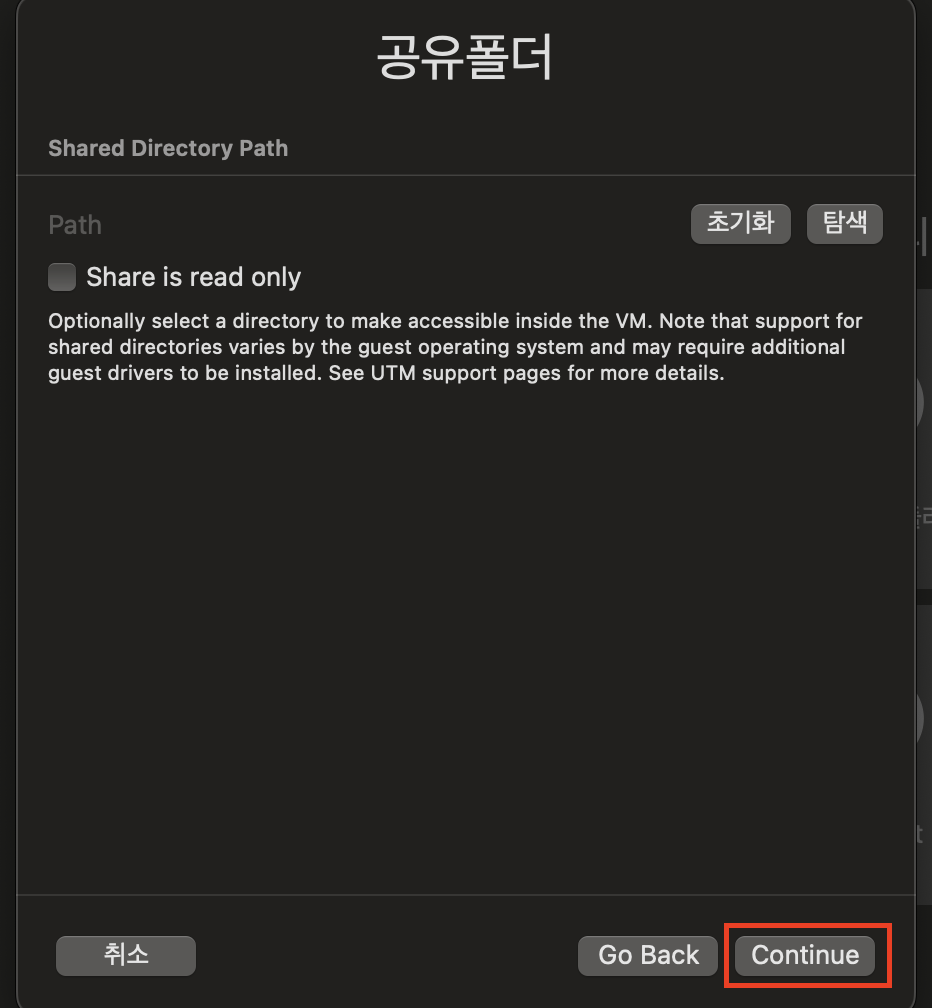 공유폴더
Shared Directory Path
Path 초기화 탐색
Share is read only
Optionally select a directory to make accessible inside the VM. Note that support for
shared directories varies by the guest operating system and may require additional
guest drivers to be installed. See UTM support pages for more details.
취소 Go Back Continue